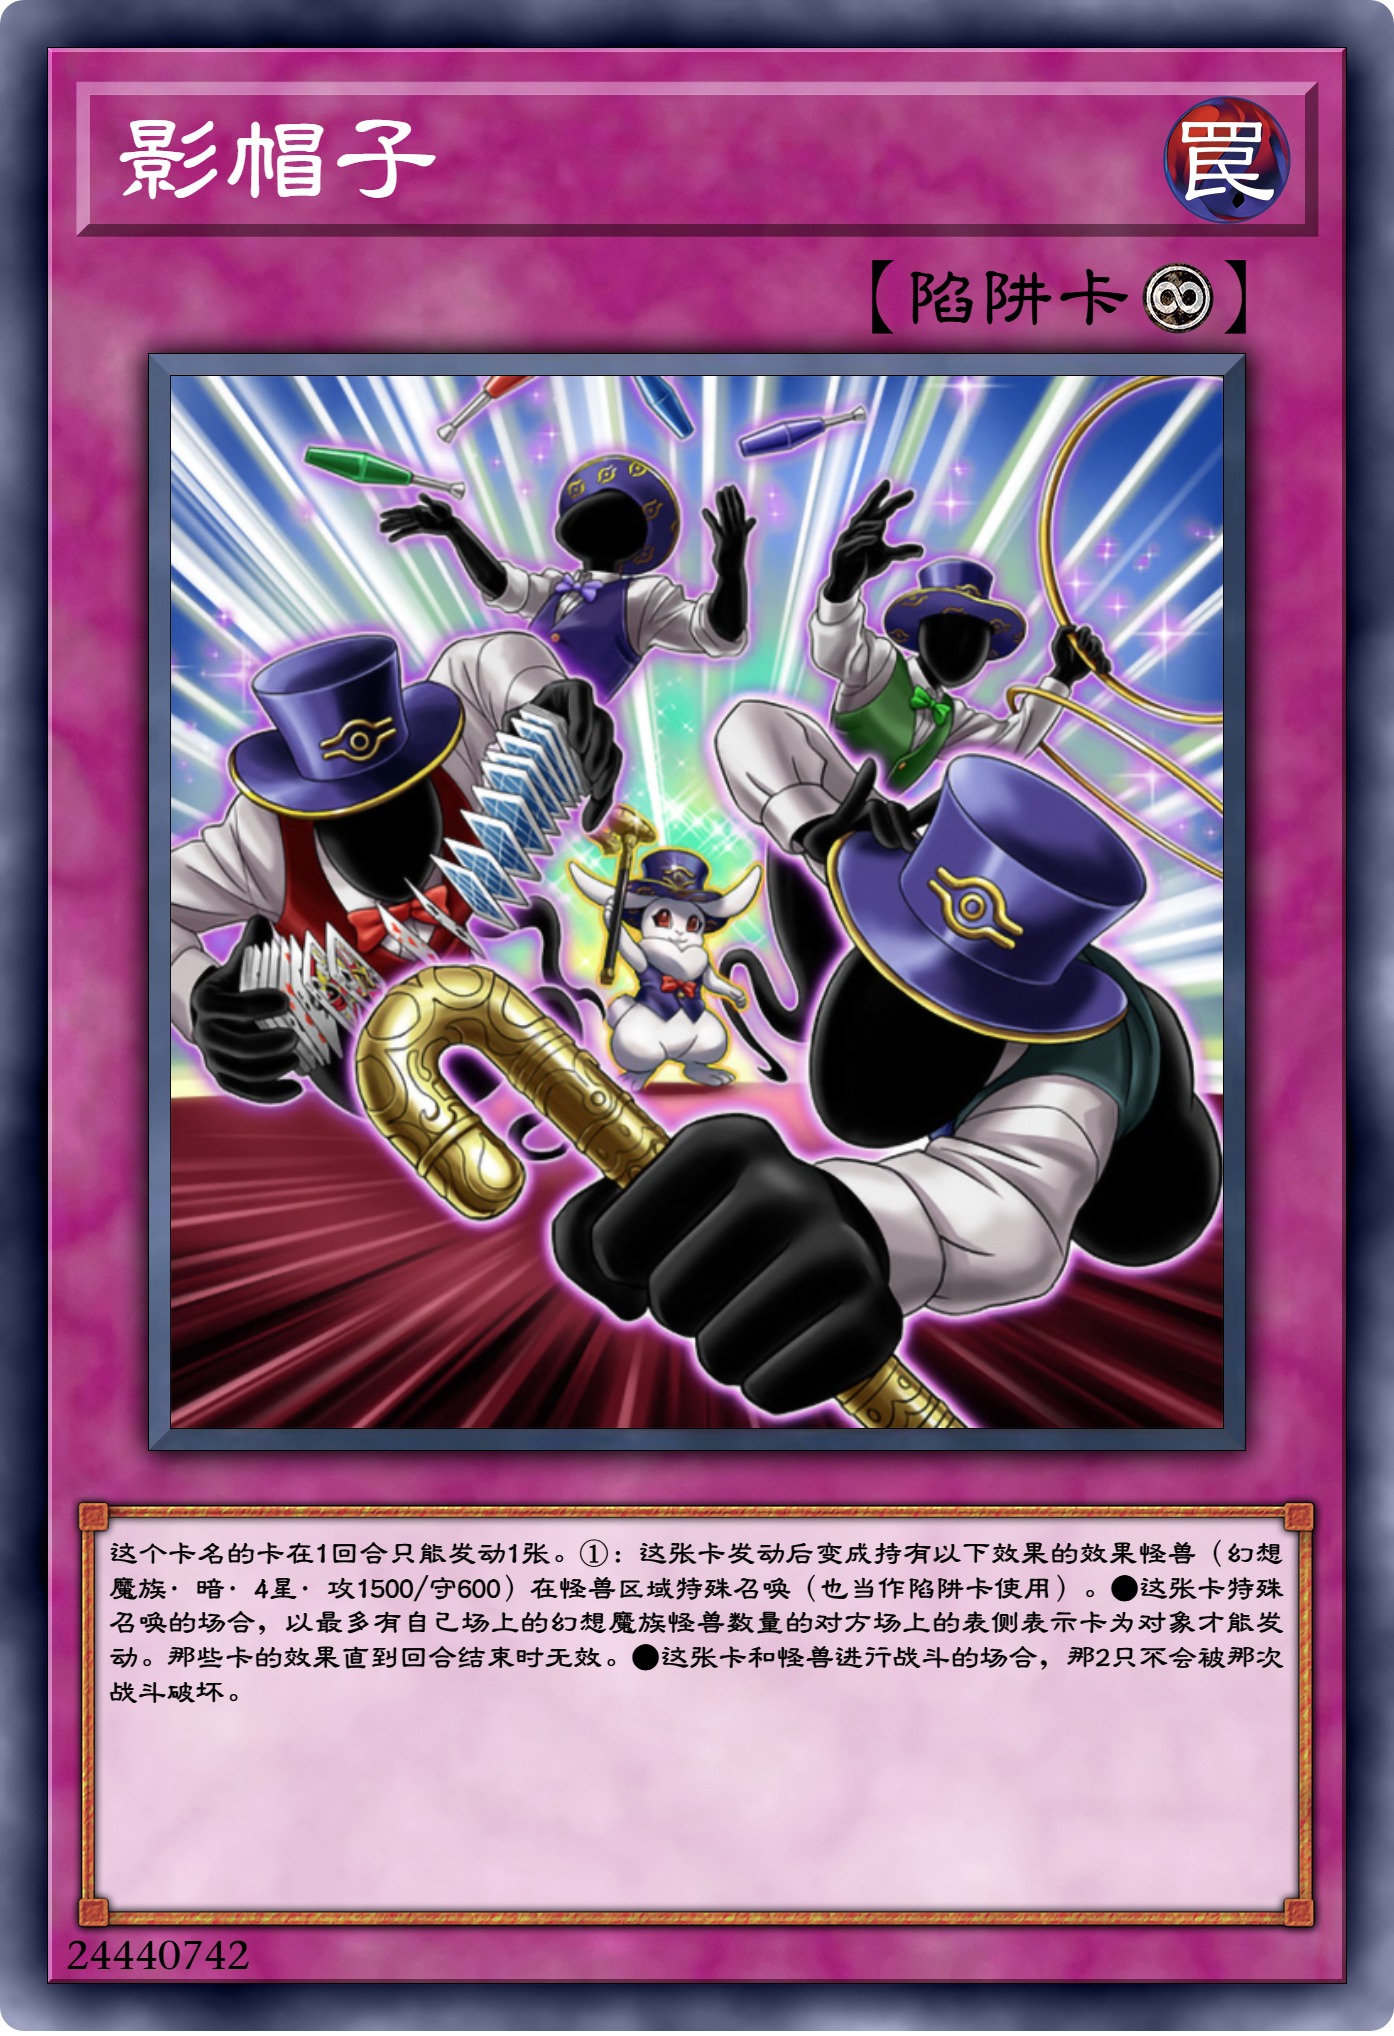 影帽子
罠
【陷阱卡】
这个卡名的卡在1回合只能发动1张。①：这张卡发动后变成持有以下效果的效果怪兽（幻想
魔族·暗·4星·攻1500/守600）在怪兽区域特殊召唤（也当作陷阱卡使用）。●这张卡特殊
召唤的场合，以最多有自己场上的幻想魔族怪兽数量的对方场上的表侧表示卡为对象才能发
动。那些卡的效果直到回合结束时无效。●这张卡和怪兽进行战斗的场合，那2只不会被那次
战斗破坏。
24440742